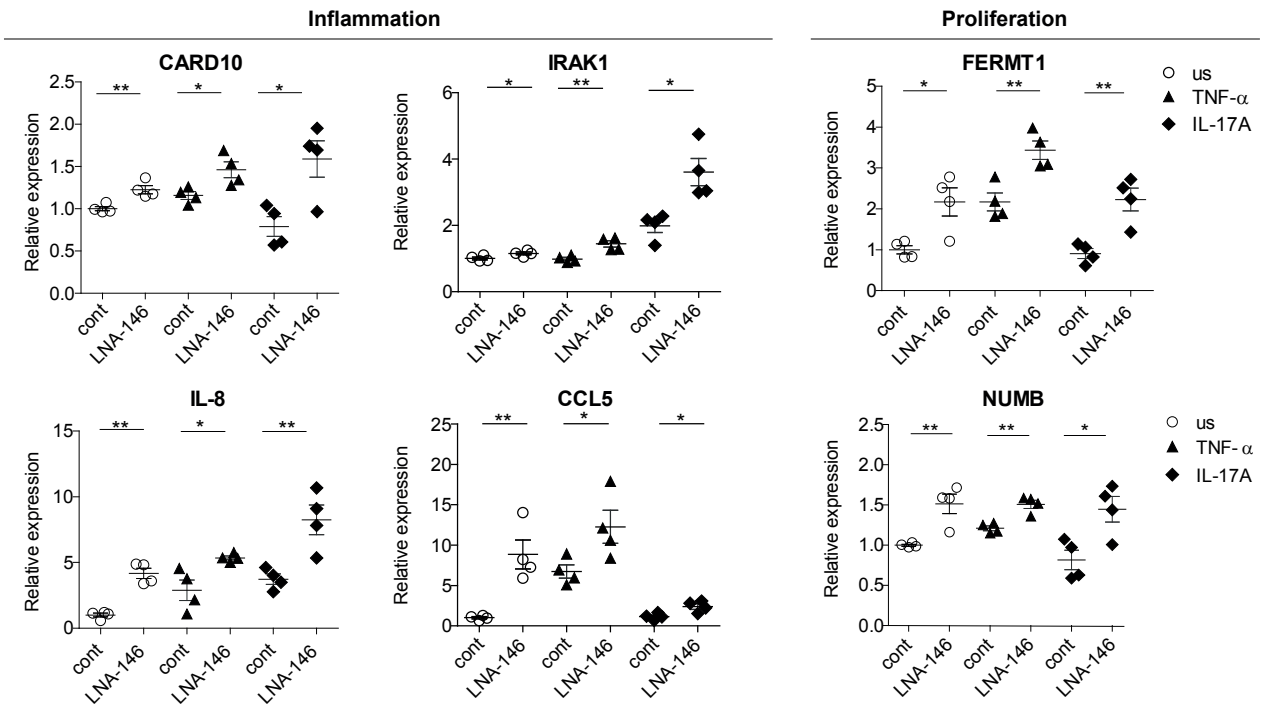 Inflammation
Proliferation
CARD10
Relative expression
2.5
2.0
1.5
1.0
0.5
0.0
** * *
cont LNA-146 cont LNA-146 cont LNA-146
IRAK1
Relative expression
6
4
2
0
* ** *
cont LNA-146 cont LNA-146 cont LNA-146
FERMT1
Relative expression
5
4
3
2
1
0
* ** **
cont LNA-146 cont LNA-146 cont LNA-146
us
TNF-α
IL-17A
IL-8
Relative expression
15
10
5
0
** * **
cont LNA-146 cont LNA-146 cont LNA-146
CCL5
Relative expression
25
20
15
10
5
0
** * *
cont LNA-146 cont LNA-146 cont LNA-146
NUMB
Relative expression
2.5
2.0
1.5
1.0
0.5
0.0
** ** *
cont LNA-146 cont LNA-146 cont LNA-146
us
TNF- α
IL-17A